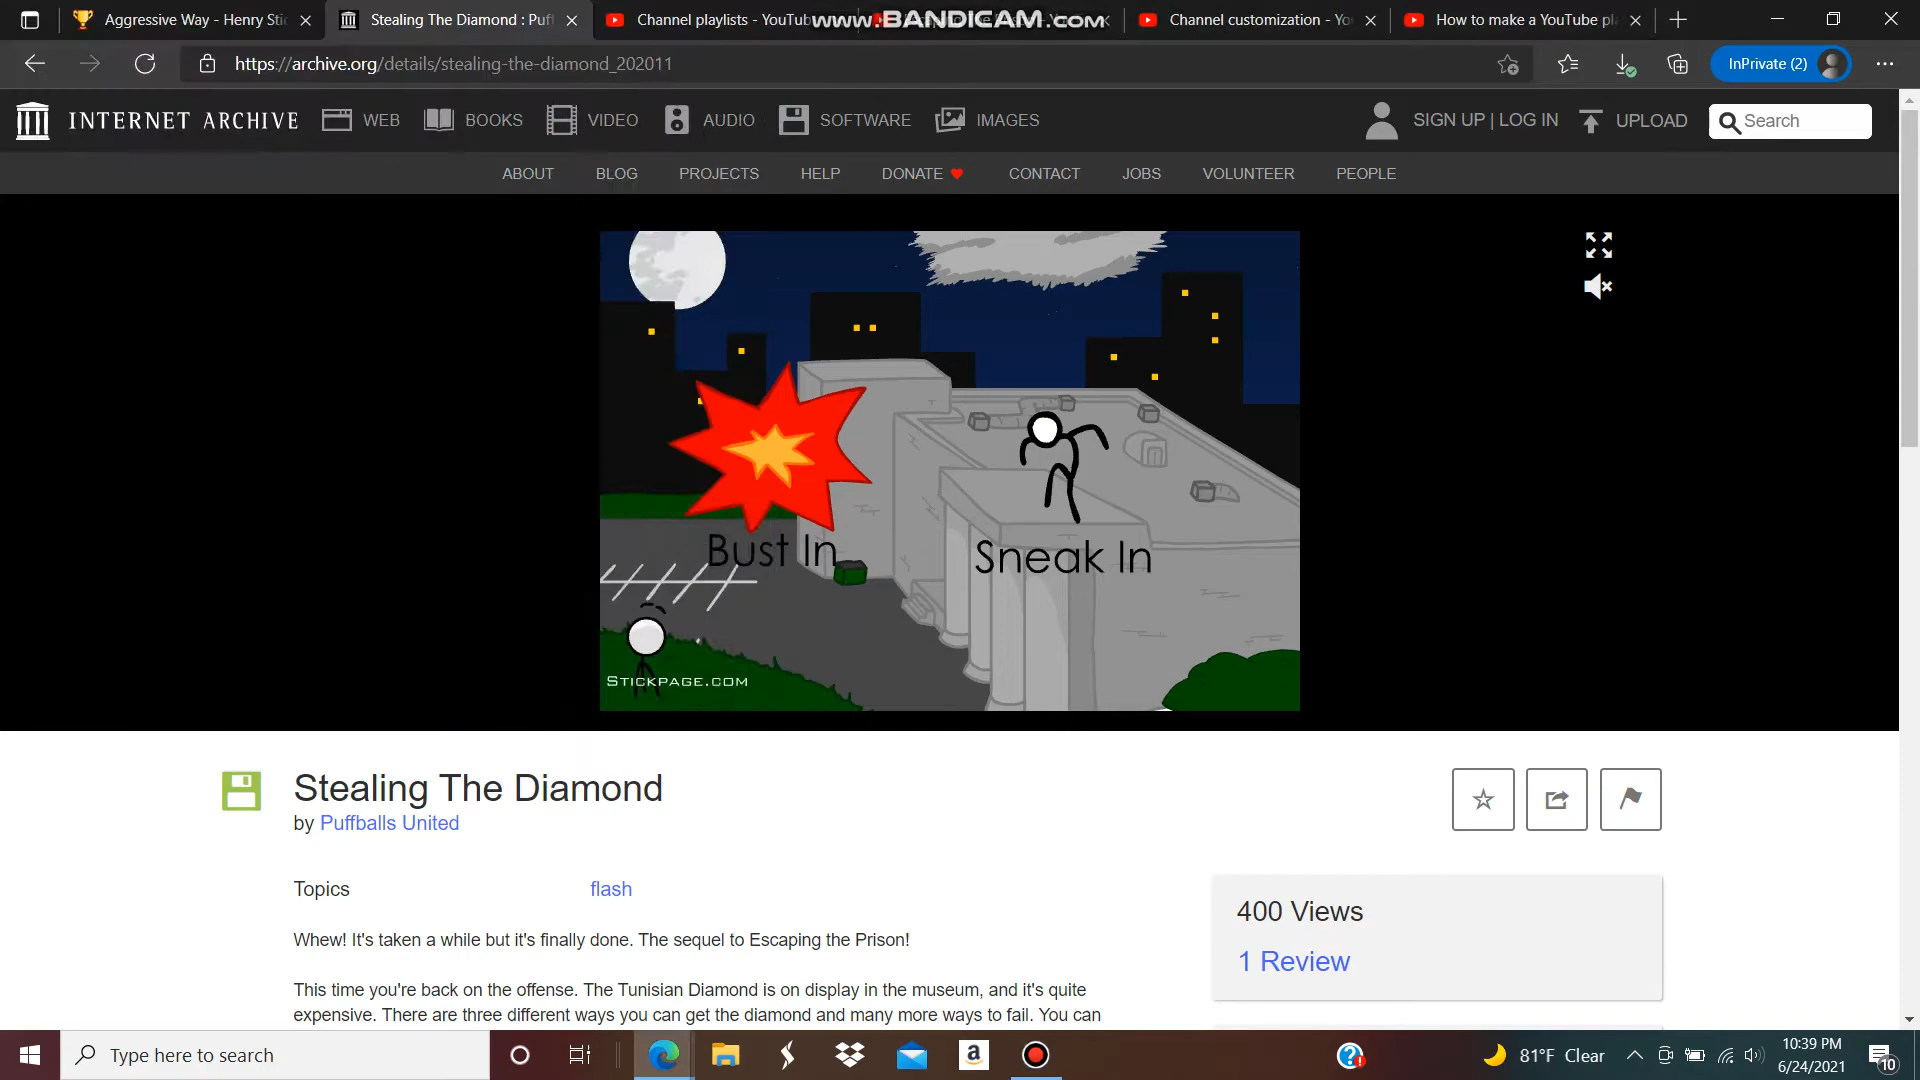 Aggressive Way - Henry Sti
Stealing The Diamond : Puf
Channel playlists - YouTub
www.BANDICAM.com
Channel customization - Yo
How to make a YouTube pl
https://archive.org/details/stealing-the-diamond_202011
InPrivate (2)
INTERNET ARCHIVE
WEB
BOOKS
VIDEO
AUDIO
SOFTWARE
IMAGES
SIGN UP | LOG IN
UPLOAD
Search
ABOUT
BLOG
PROJECTS
HELP
DONATE
CONTACT
JOBS
VOLUNTEER
PEOPLE
Bust In
Sneak In
STICKPAGE.COM
Stealing The Diamond
by Puffballs United
Topics
flash
400 Views
1 Review
Whew! It's taken a while but it's finally done. The sequel to Escaping the Prison!
This time you're back on the offense. The Tunisian Diamond is on display in the museum, and it's quite
expensive. There are three different ways you can get the diamond and many more ways to fail. You can
Type here to search
a
81°F Clear
10:39 PM
6/24/2021
10